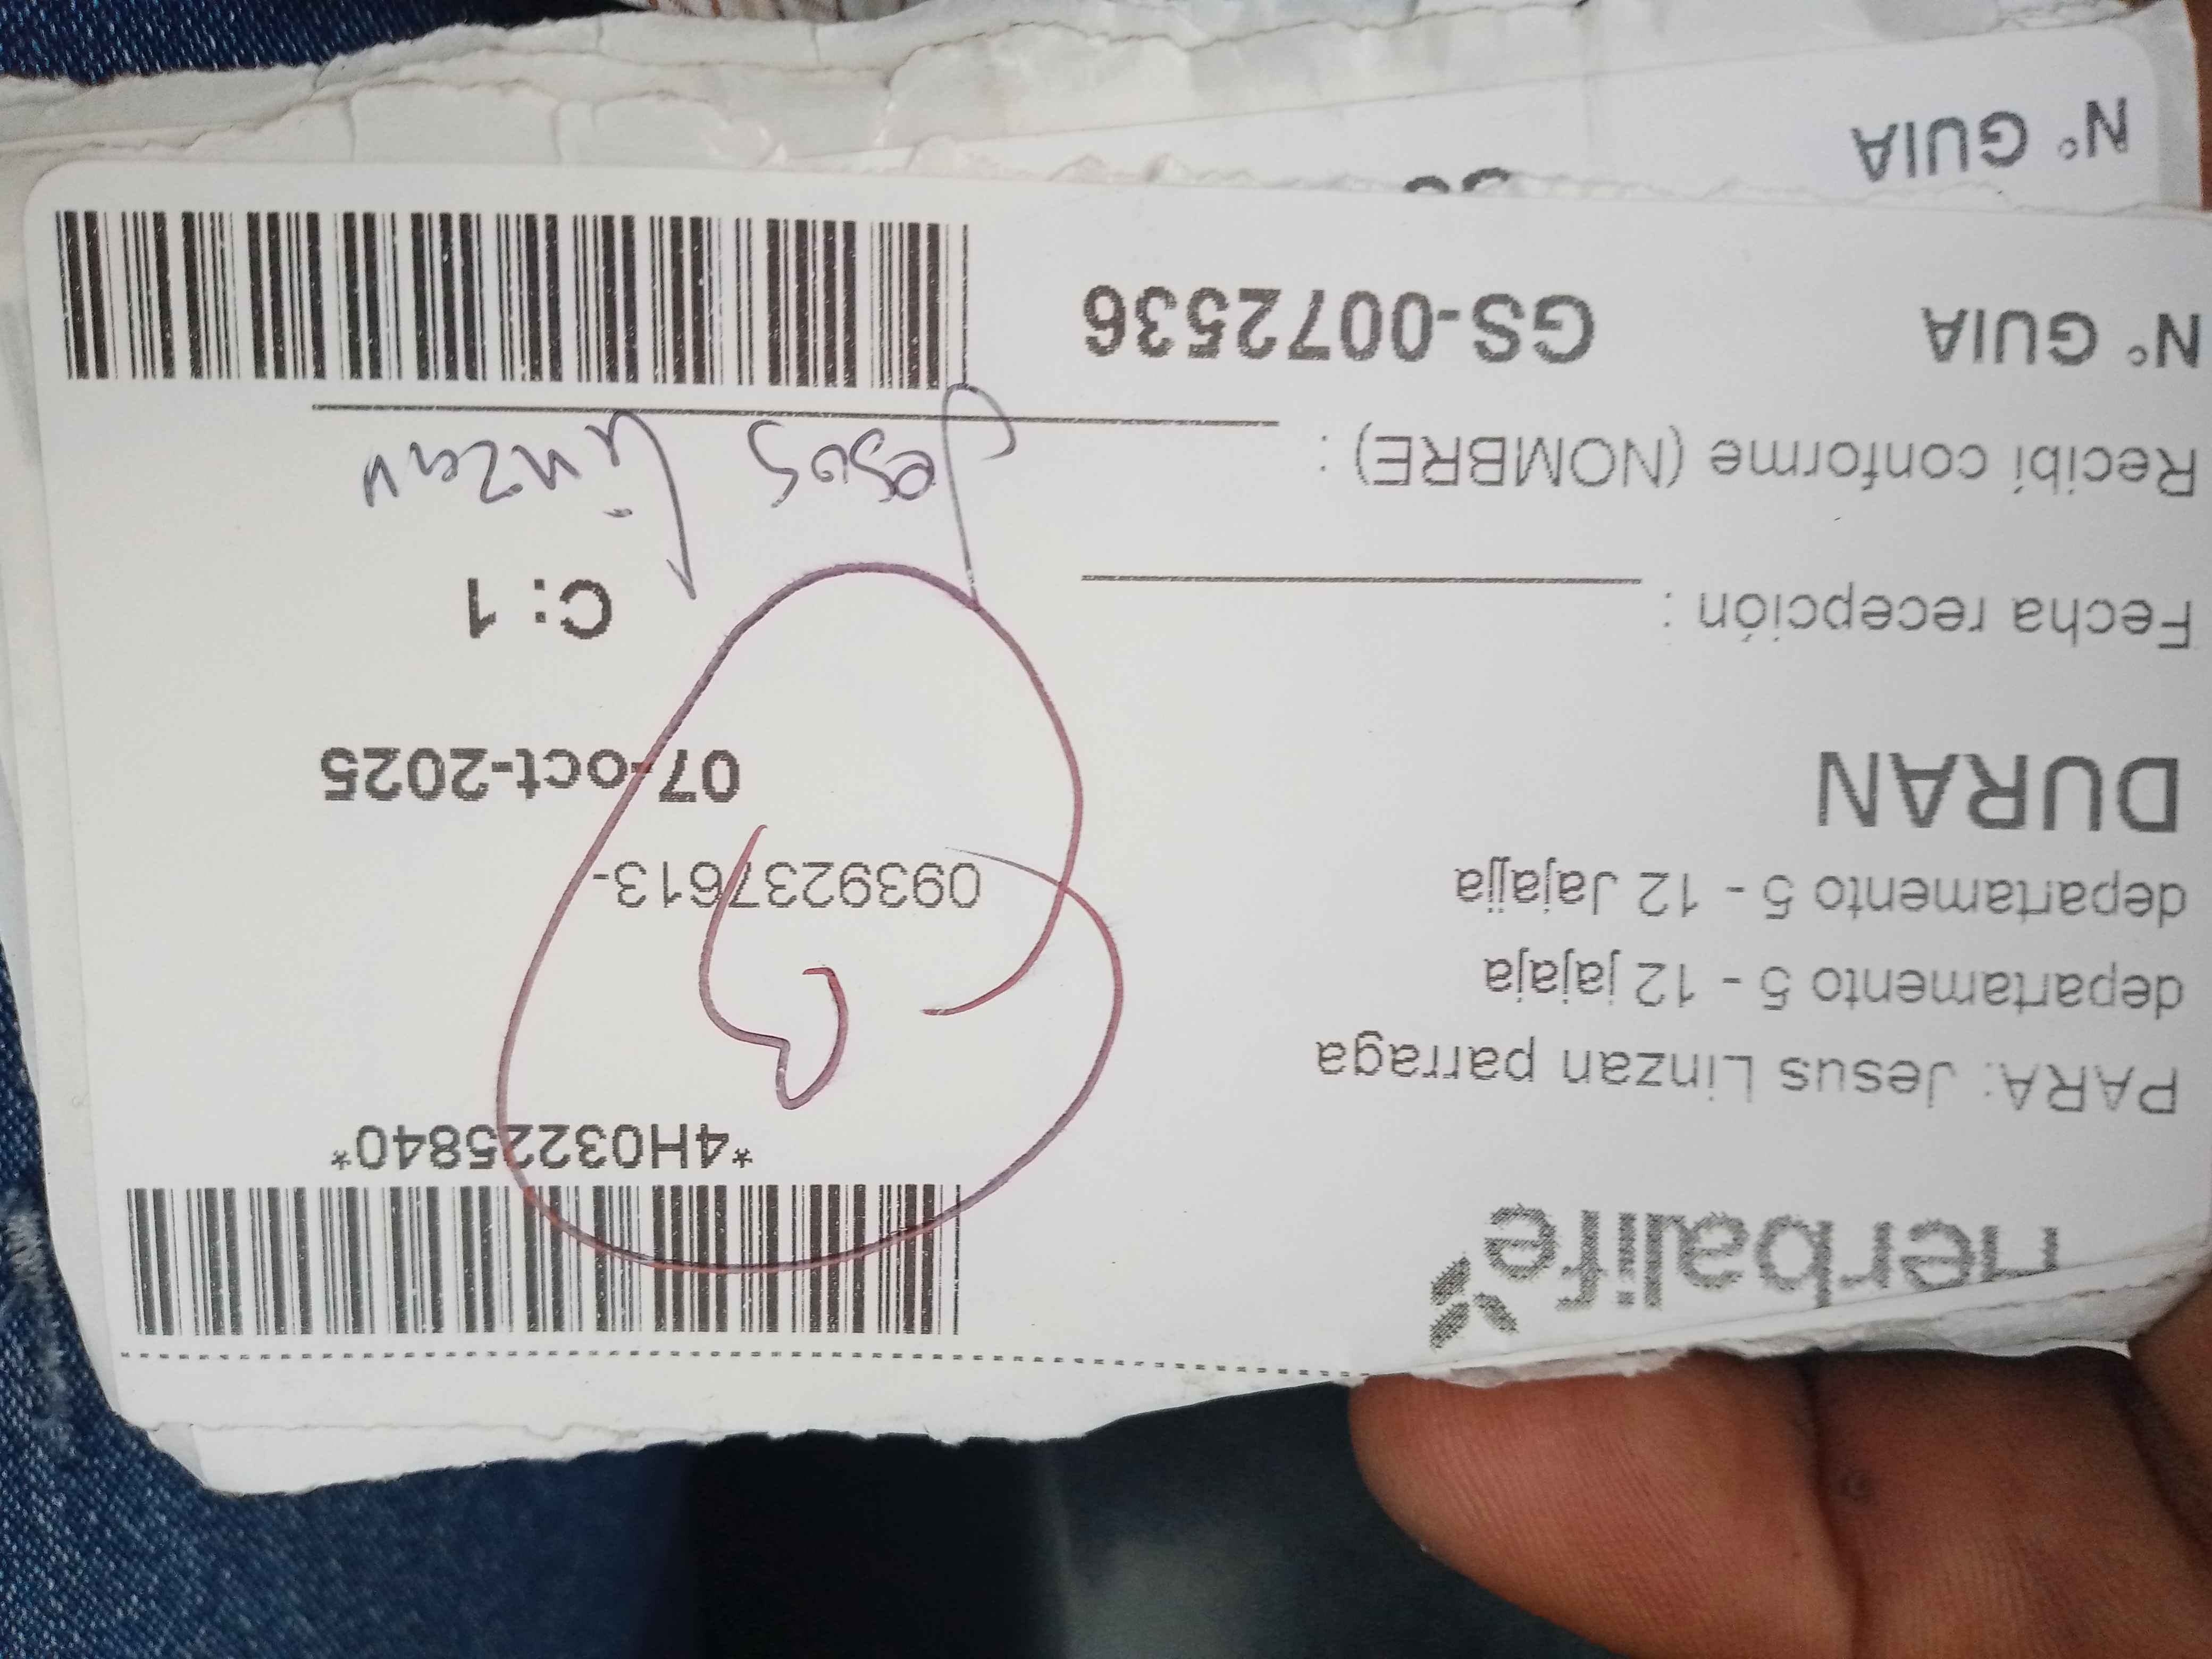 herbalife
*4H03225840*
PARA: Jesus Linzan parraga
departamento 5 - 12 jajaja
departamento 5 - 12 Jajajja
0939237613-
DURAN
07-oct-2025
Fecha recepción :
C: 1
Recibí conforme (NOMBRE) :
Jesus Linzan
N° GUIA
GS-0072536
N° GUIA